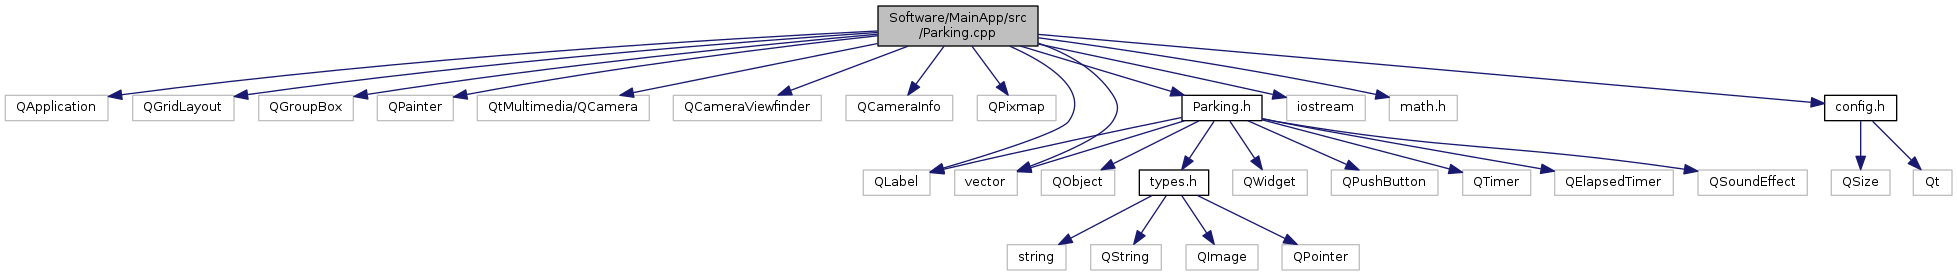 Software/MainApp/src
/Parking.cpp
QApplication
QGridLayout
QGroupBox
QPainter
QtMultimedia/QCamera
QCameraViewfinder
QCameraInfo
QPixmap
Parking.h
iostream
math.h
config.h
QLabel
vector
QObject
types.h
QWidget
QPushButton
QTimer
QElapsedTimer
QSoundEffect
QSize
Qt
string
QString
QImage
QPointer